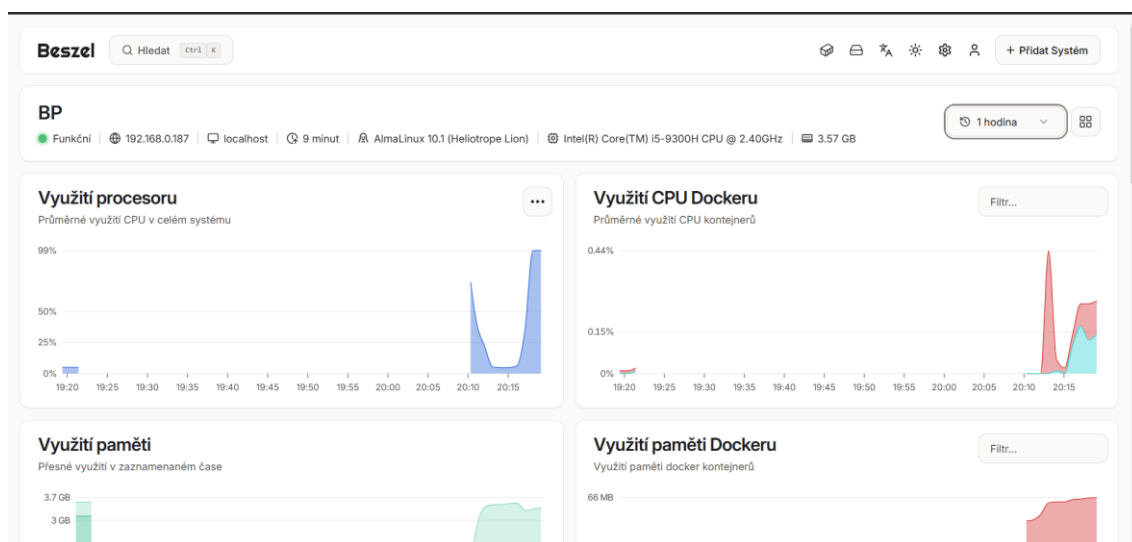 Beszel Hledat Ctrl K + Přidat Systém
BP
Funkční 192.168.0.187 localhost 9 minut AlmaLinux 10.1 (Heliotrope Lion) Intel(R) Core(TM) i5-9300H CPU @ 2.40GHz 3.57 GB
1 hodina
Využití procesoru
Průměrné využití CPU v celém systému
99%
50%
25%
0%
19:20 19:25 19:30 19:35 19:40 19:45 19:50 19:55 20:00 20:05 20:10 20:15
Využití CPU Dockeru
Průměrné využití CPU kontejnerů
Filtr...
0.44%
0.15%
0%
19:20 19:25 19:30 19:35 19:40 19:45 19:50 19:55 20:00 20:05 20:10 20:15
Využití paměti
Přesné využití v zaznamenaném čase
3.7 GB
3 GB
Využití paměti Dockeru
Využití paměti docker kontejnerů
Filtr...
66 MB